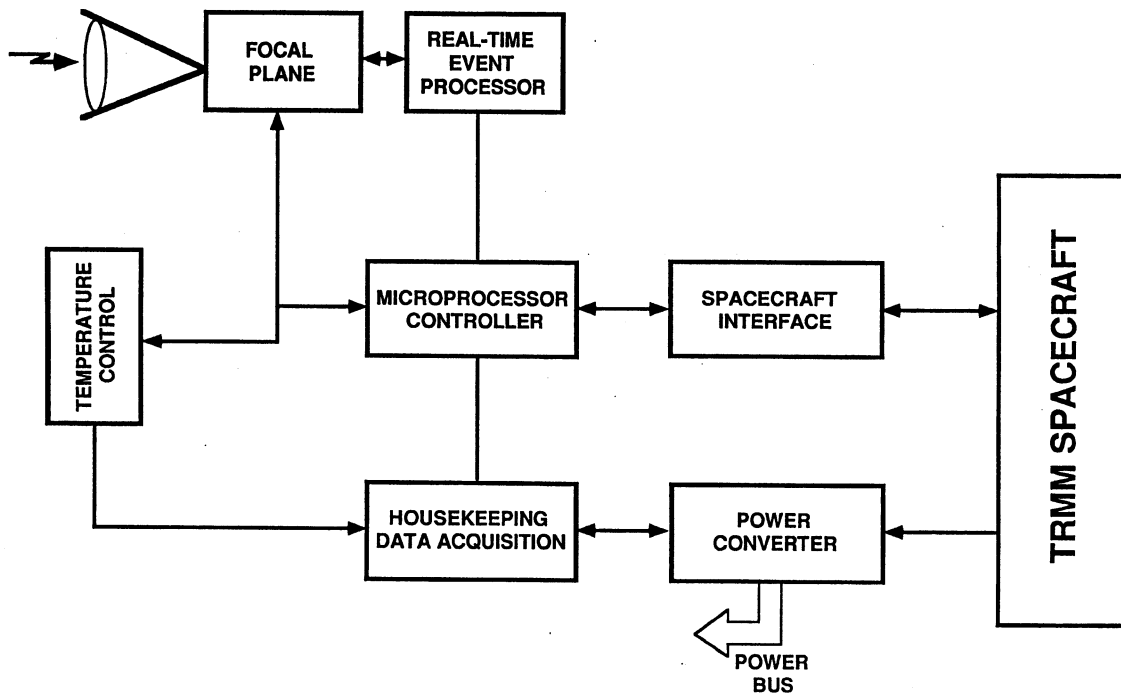 FOCAL
PLANE
REAL-TIME
EVENT
PROCESSOR
TEMPERATURE
CONTROL
MICROPROCESSOR
CONTROLLER
SPACECRAFT
INTERFACE
TRMM SPACECRAFT
HOUSEKEEPING
DATA ACQUISITION
POWER
CONVERTER
POWER
BUS